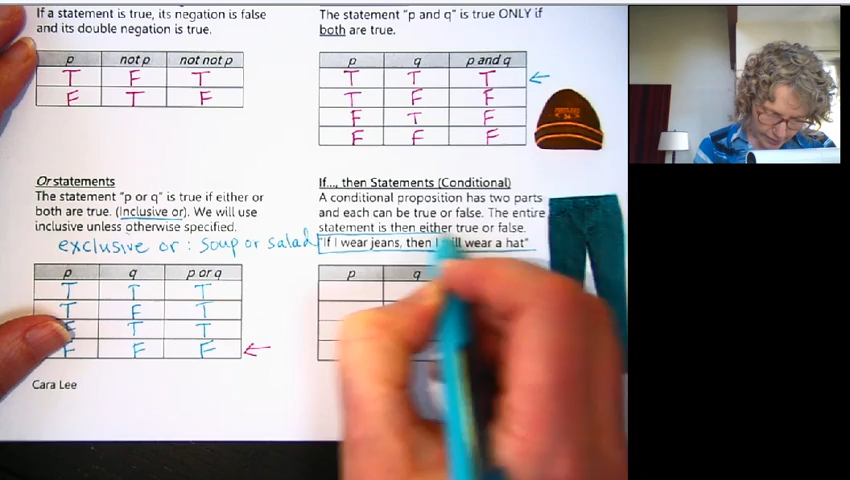 If a statement is true, its negation is false
and its double negation is true.
p not p not not p
T F T
F T F
The statement "p and q" is true ONLY if
both are true.
p q p and q
T T T
T F F
F T F
F F F
Or statements
The statement "p or q" is true if either or
both are true. (Inclusive or). We will use
inclusive unless otherwise specified.
exclusive or : soup or salad
p q p or q
T T T
T F T
F T T
F F F
Cara Lee
If..., then Statements (Conditional)
A conditional proposition has two parts
and each can be true or false. The entire
statement is then either true or false.
"If I wear jeans, then I will wear a hat"
p q